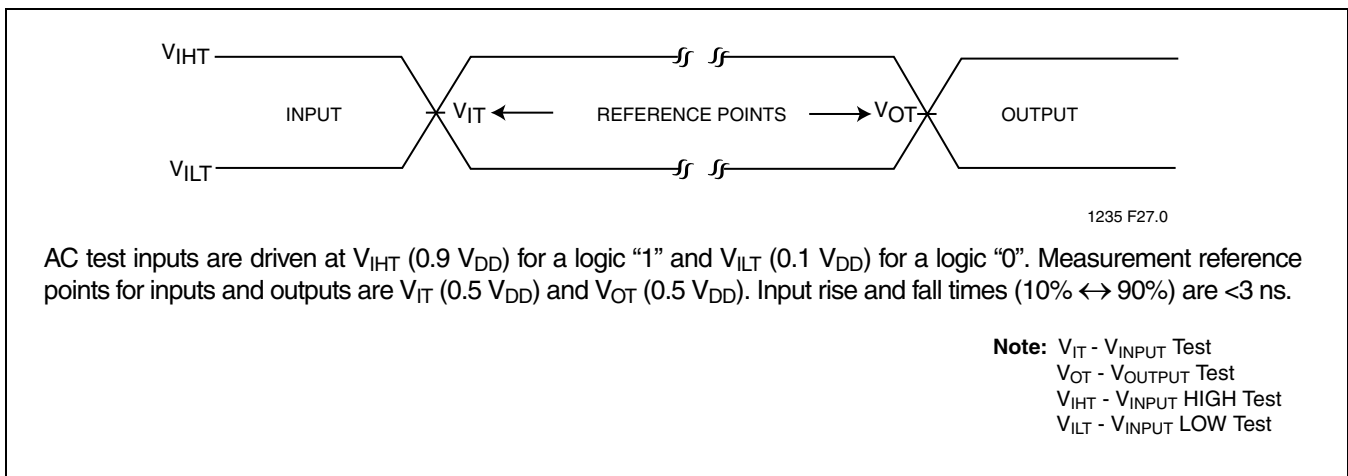 VIHT
INPUT VIT REFERENCE POINTS VOT OUTPUT
VILT
1235 F27.0
AC test inputs are driven at VIHT (0.9 VDD) for a logic “1” and VILT (0.1 VDD) for a logic “0”. Measurement reference
points for inputs and outputs are VIT (0.5 VDD) and VOT (0.5 VDD). Input rise and fall times (10% ↔ 90%) are <3 ns.
Note: VIT - VINPUT Test
VOT - VOUTPUT Test
VIHT - VINPUT HIGH Test
VILT - VINPUT LOW Test